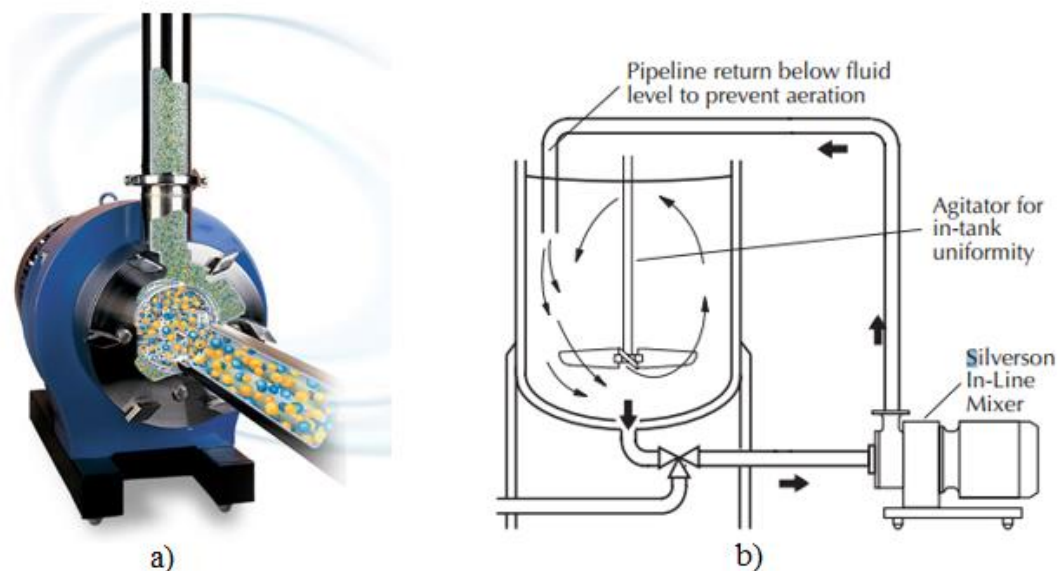 Pipeline return below fluid
level to prevent aeration
Agitator for
in-tank
uniformity
Silverson
In-Line
Mixer
a)
b)